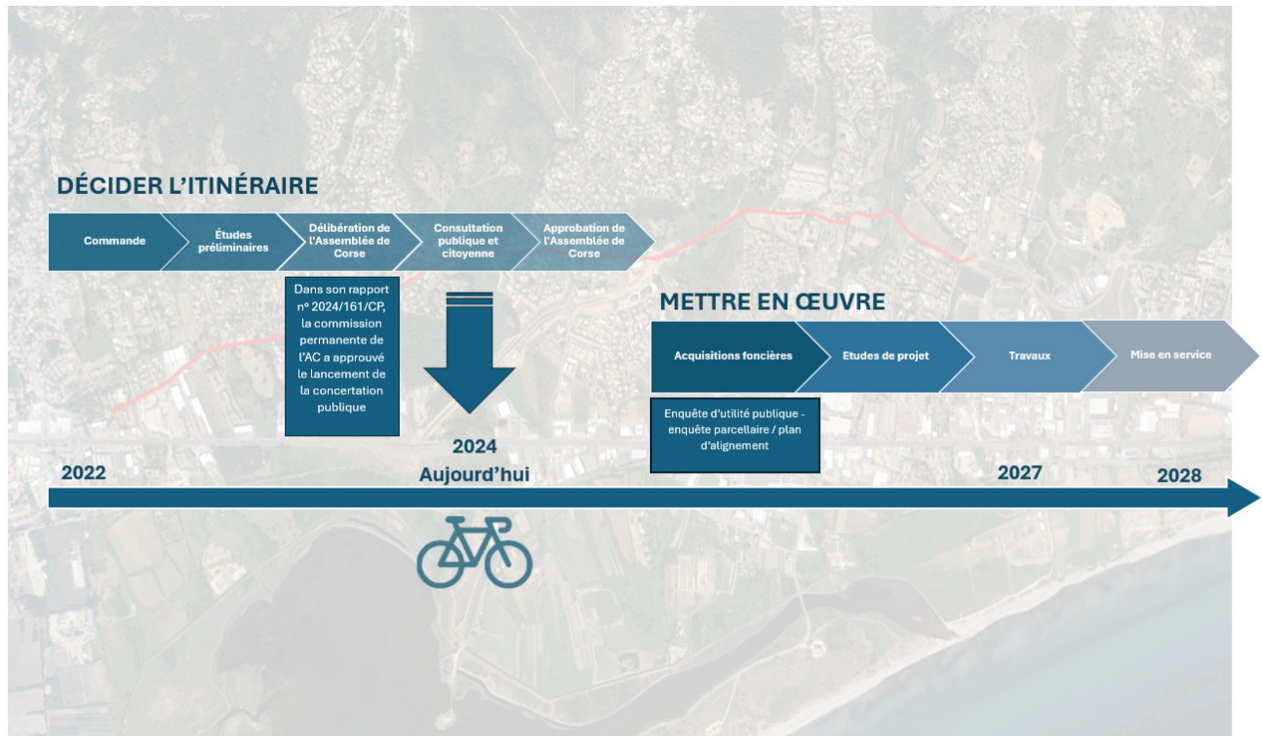 DÉCIDER L'ITINÉRAIRE
Commande
Études
préliminaires
Délibération de
l'Assemblée de
Corse
Consultation
publique et
citoyenne
Approbation de
l'Assemblée de
Corse
Dans son rapport
nº 2024/161/CP,
la commission
permanente de
l'AC a approuvé
le lancement de
la concertation
publique
METTRE EN ŒUVRE
Acquisitions foncières
Etudes de projet
Travaux
Mise en service
Enquête d'utilité publique -
enquête parcellaire / plan
d'alignement
2022
2024
Aujourd'hui
2027
2028